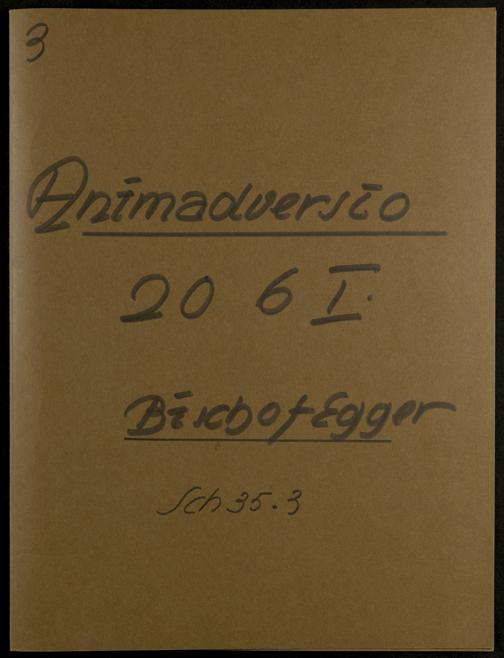 3
Animadversio
20 6 I.
Bischof Egger
Sch 35.3